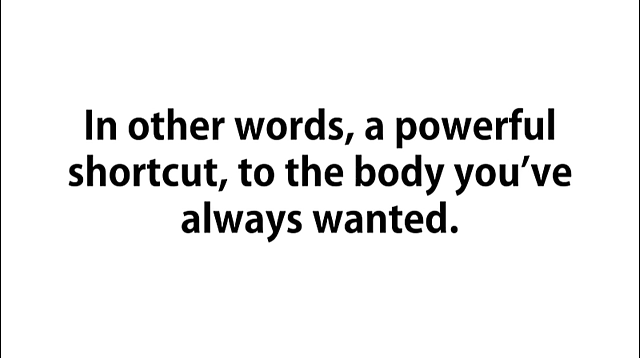 In other words, a powerful
shortcut, to the body you’ve
always wanted.